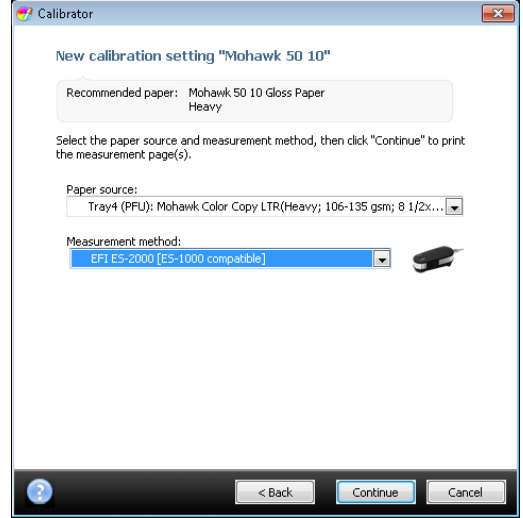 Calibrator
New calibration setting "Mohawk 50 10"
Recommended paper: Mohawk 50 10 Gloss Paper
Heavy
Select the paper source and measurement method, then click "Continue" to print
the measurement page(s).
Paper source:
Tray4 (PFU): Mohawk Color Copy LTR(Heavy; 106-135 gsm; 8 1/2x...
Measurement method:
EFI ES-2000 [ES-1000 compatible]
?
< Back
Continue
Cancel